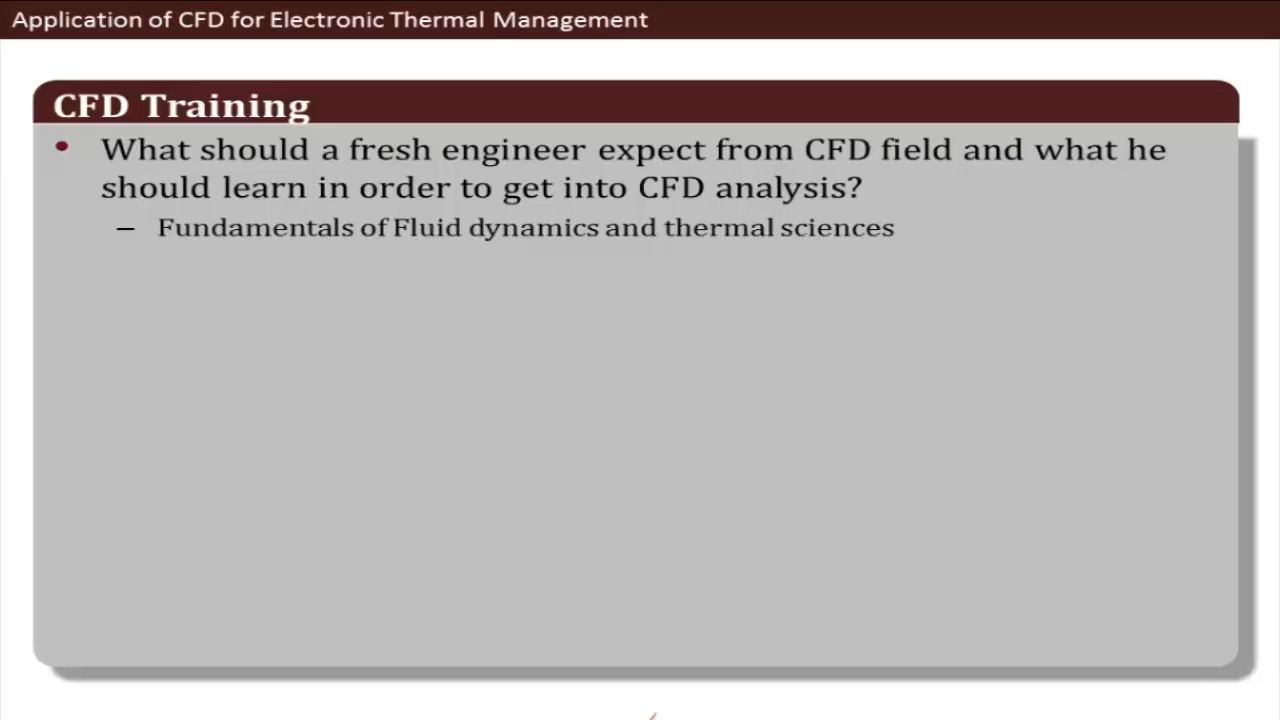 Application of CFD for Electronic Thermal Management
CFD Training
• What should a fresh engineer expect from CFD field and what he
should learn in order to get into CFD analysis?
– Fundamentals of Fluid dynamics and thermal sciences